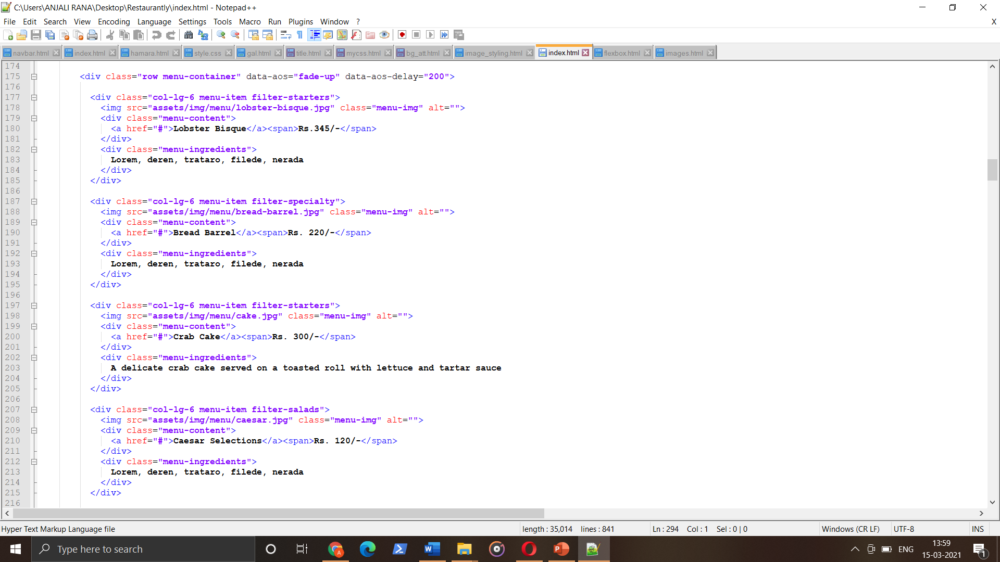 C:\Users\ANJALI RANA\Desktop\Restaurantly\index.html - Notepad++
File Edit Search View Encoding Language Settings Tools Macro Run Plugins Window ? X
navbar.html index.html hamara.html style.css gal.html title.html mycss.html bg_att.html image_styling.html index.html flexbox.html images.html
174
175 <div class="row menu-container" data-aos="fade-up" data-aos-delay="200">
176
177 <div class="col-lg-6 menu-item filter-starters">
178 <img src="assets/img/menu/lobster-bisque.jpg" class="menu-img" alt="">
179 <div class="menu-content">
180 <a href="#">Lobster Bisque</a><span>Rs.345/-</span>
181 </div>
182 <div class="menu-ingredients">
183 Lorem, deren, trataro, filede, nerada
184 </div>
185 </div>
186
187 <div class="col-lg-6 menu-item filter-specialty">
188 <img src="assets/img/menu/bread-barrel.jpg" class="menu-img" alt="">
189 <div class="menu-content">
190 <a href="#">Bread Barrel</a><span>Rs. 220/-</span>
191 </div>
192 <div class="menu-ingredients">
193 Lorem, deren, trataro, filede, nerada
194 </div>
195 </div>
196
197 <div class="col-lg-6 menu-item filter-starters">
198 <img src="assets/img/menu/cake.jpg" class="menu-img" alt="">
199 <div class="menu-content">
200 <a href="#">Crab Cake</a><span>Rs. 300/-</span>
201 </div>
202 <div class="menu-ingredients">
203 A delicate crab cake served on a toasted roll with lettuce and tartar sauce
204 </div>
205 </div>
206
207 <div class="col-lg-6 menu-item filter-salads">
208 <img src="assets/img/menu/caesar.jpg" class="menu-img" alt="">
209 <div class="menu-content">
210 <a href="#">Caesar Selections</a><span>Rs. 120/-</span>
211 </div>
212 <div class="menu-ingredients">
213 Lorem, deren, trataro, filede, nerada
214 </div>
215 </div>
216
Hyper Text Markup Language file length : 35,014 lines : 841 Ln : 294 Col : 1 Sel : 0 | 0 Windows (CR LF) UTF-8 INS
Type here to search ENG 13:59
15-03-2021 1